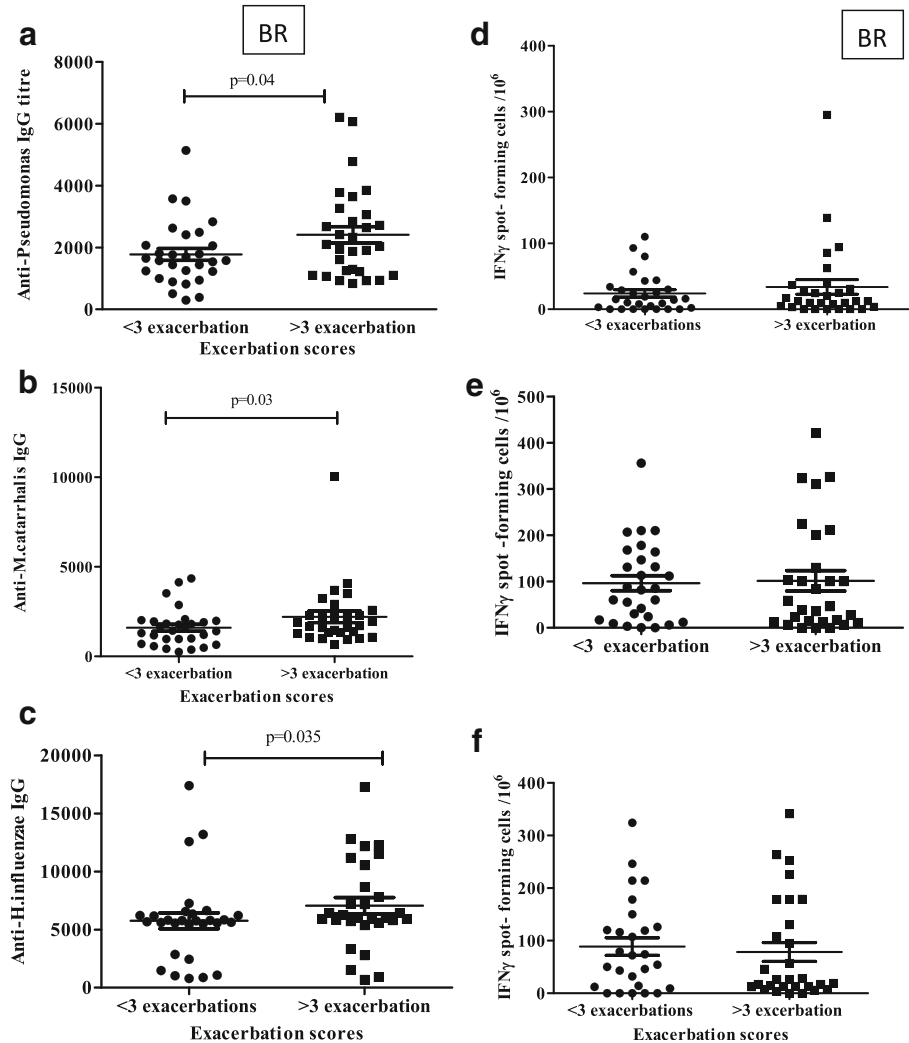 a
BR
Anti-Pseudomonas IgG titre
8000
6000
4000
2000
0
p=0.04
<3 exacerbation
>3 exacerbation
Excerbation scores
b
Anti-M.catarrhalis IgG
15000
10000
5000
0
p=0.03
<3 exacerbation
>3 exacerbation
Exacerbation scores
c
Anti-H.influenzae IgG
20000
15000
10000
5000
0
p=0.035
<3 exacerbations
>3 exacerbation
Exacerbation scores
d
BR
IFNγ spot- forming cells /10⁶
400
300
200
100
0
<3 exacerbations
>3 exacerbation
e
IFNγ spot -forming cells /10⁶
500
400
300
200
100
0
<3 exacerbation
>3 exacerbation
f
IFNγ spot- forming cells /10⁶
400
300
200
100
0
<3 exacerbations
>3 exacerbation
Exacerbation scores